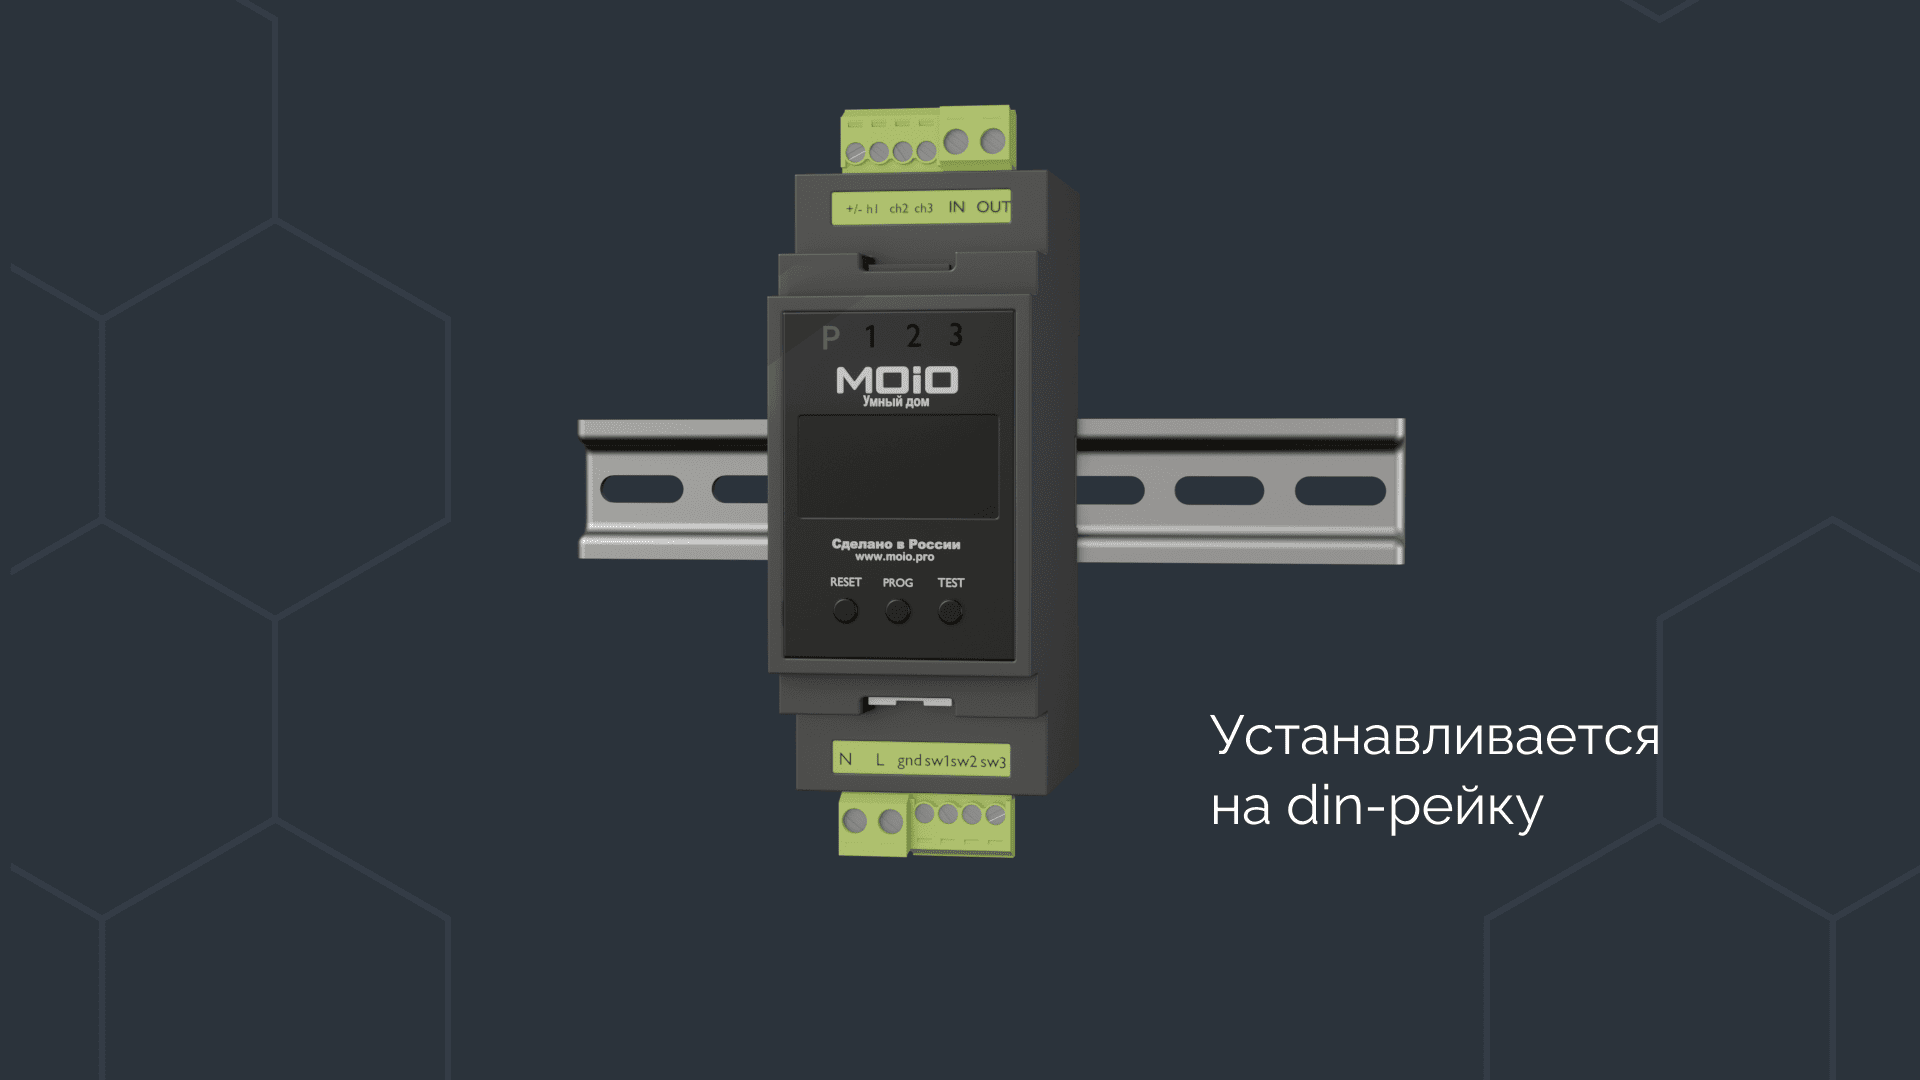 +/- h1 ch2 ch3 IN OUT
P 1 2 3
MOiO
Умный дом
Сделано в России
www.moio.pro
RESET PROG TEST
N L gnd sw1 sw2 sw3
Устанавливается
на din-рейку